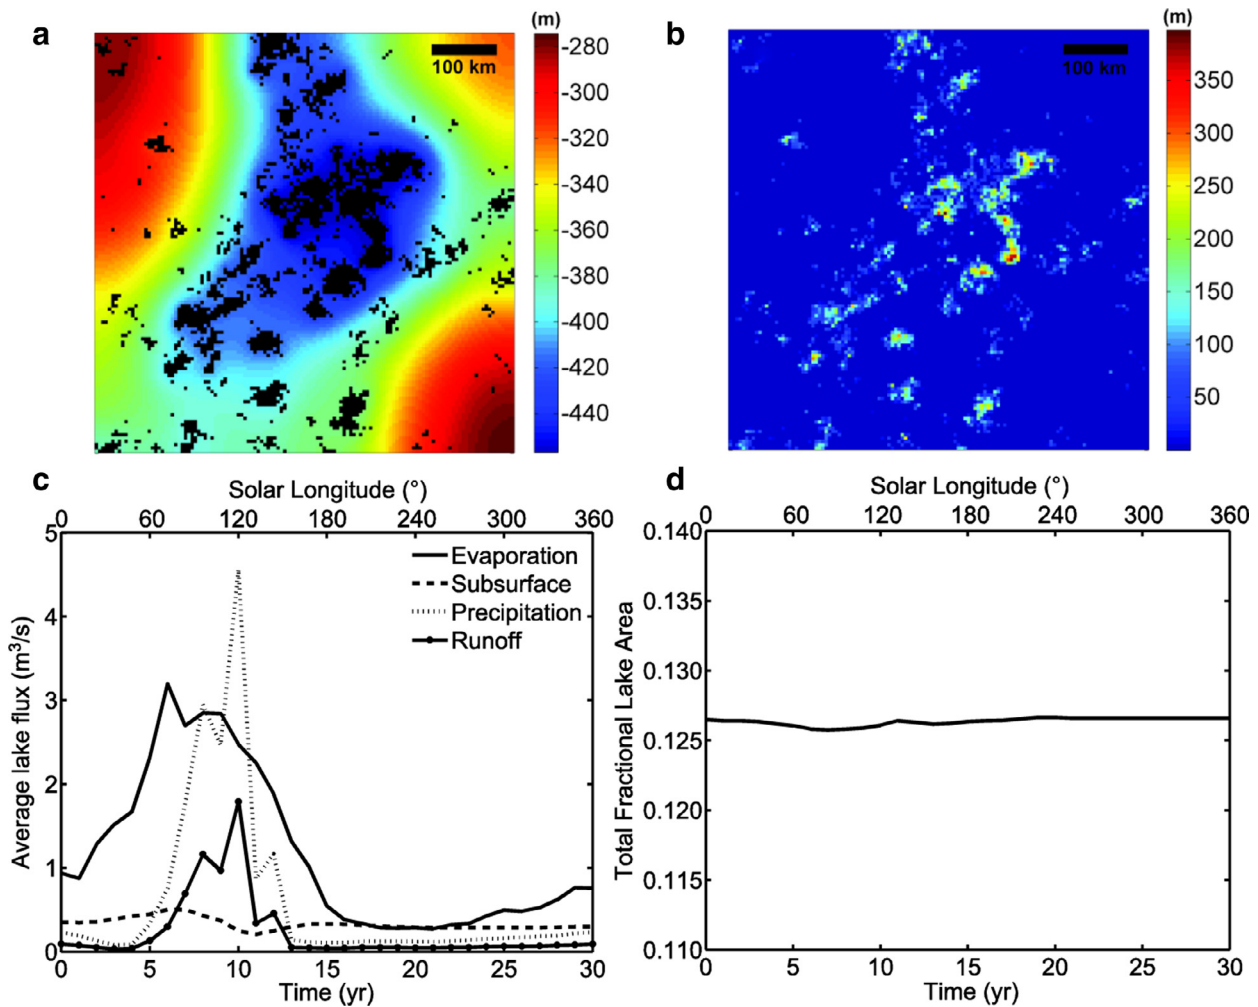 a
(m)
100 km
-280
-300
-320
-340
-360
-380
-400
-420
-440
b
(m)
100 km
350
300
250
200
150
100
50
c
Solar Longitude (°)
0 60 120 180 240 300 360
5
4
3
2
1
0
Average lake flux (m³/s)
Evaporation
Subsurface
Precipitation
Runoff
0 5 10 15 20 25 30
Time (yr)
d
Solar Longitude (°)
0 60 120 180 240 300 360
0.140
0.135
0.130
0.125
0.120
0.115
0.110
Total Fractional Lake Area
0 5 10 15 20 25 30
Time (yr)